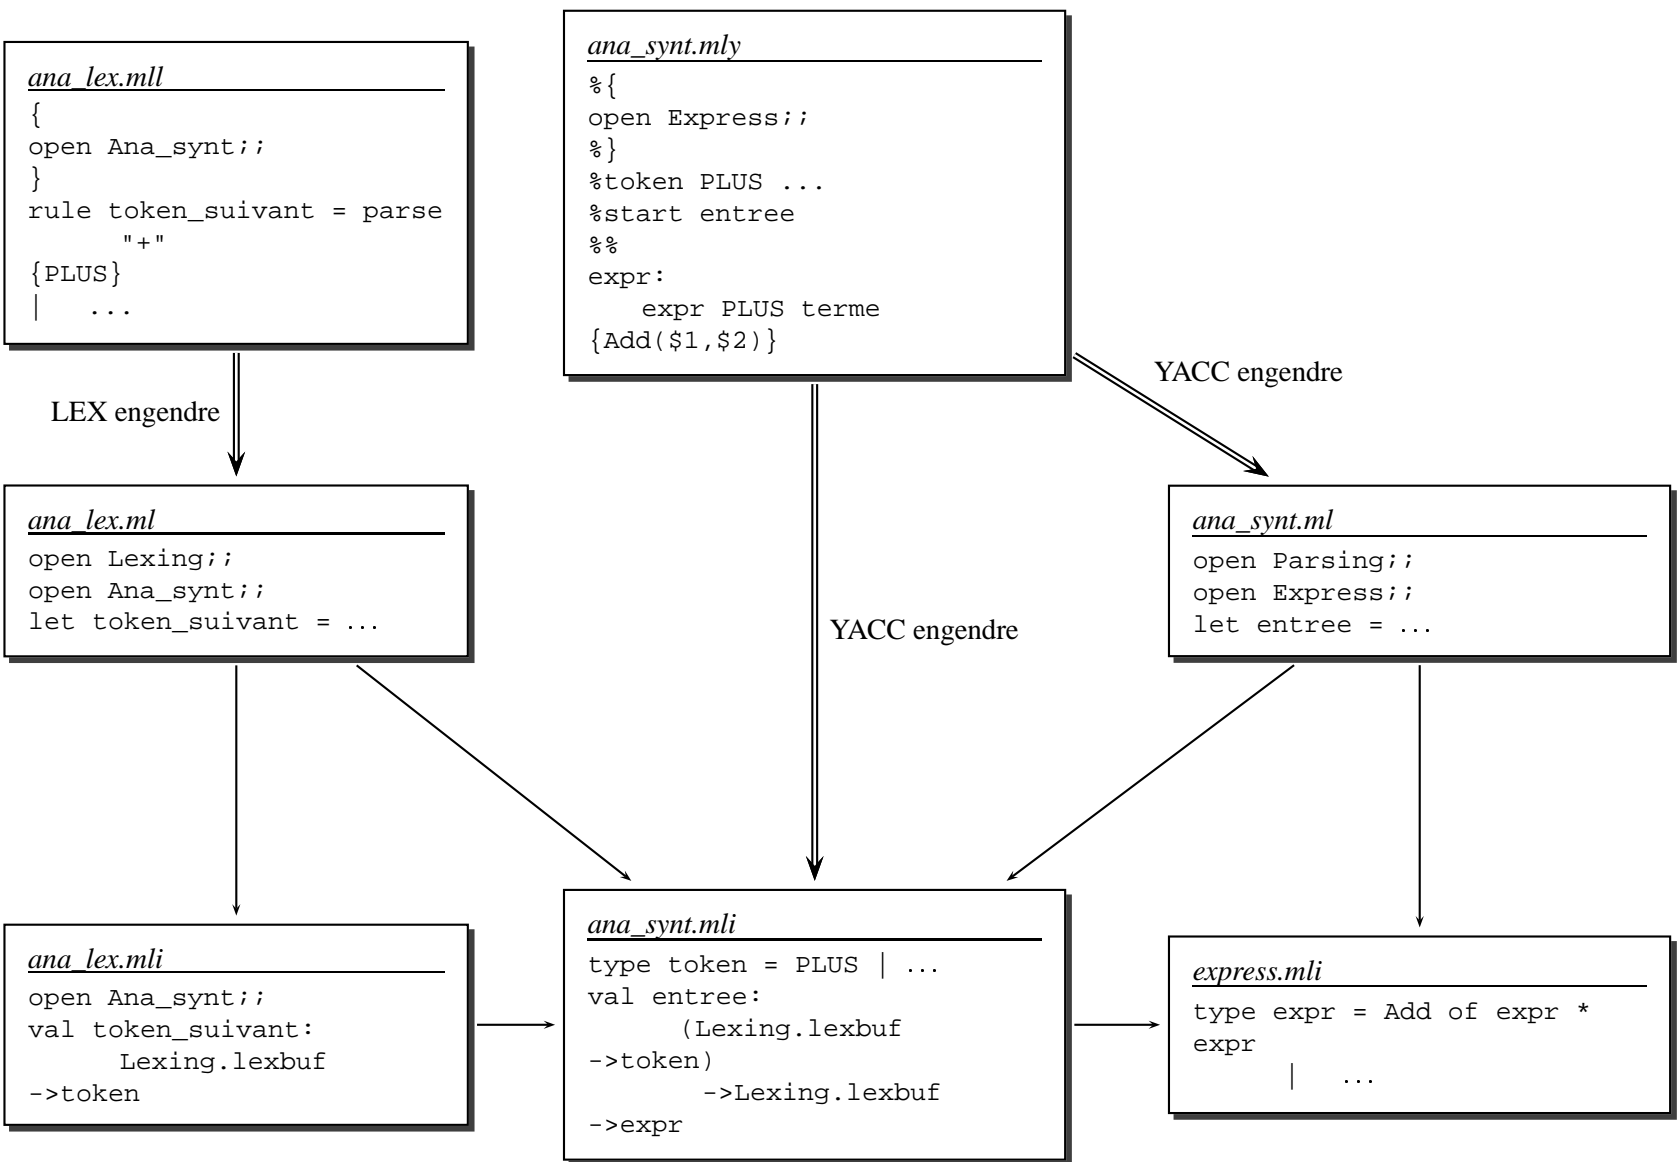 ana_lex.mll
{
open Ana_synt;;
}
rule token_suivant = parse
"+"
{PLUS}
| ...
ana_synt.mly
%{
open Express;;
%}
%token PLUS ...
%start entree
%%
expr:
expr PLUS terme
{Add($1,$2)}
LEX engendre
YACC engendre
YACC engendre
ana_lex.ml
open Lexing;;
open Ana_synt;;
let token_suivant = ...
ana_synt.ml
open Parsing;;
open Express;;
let entree = ...
ana_lex.mli
open Ana_synt;;
val token_suivant:
Lexing.lexbuf
->token
ana_synt.mli
type token = PLUS | ...
val entree:
(Lexing.lexbuf
->token)
->Lexing.lexbuf
->expr
express.mli
type expr = Add of expr *
expr
| ...